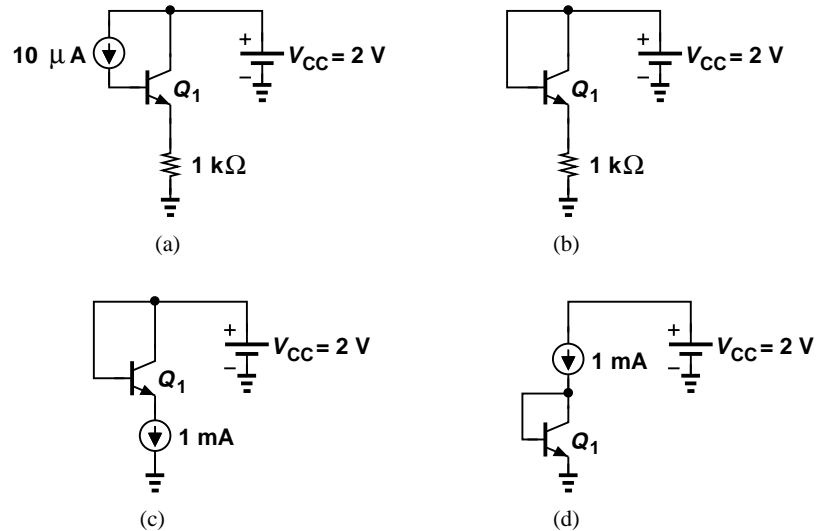 10 μ A
+
V_CC = 2 V
−
Q_1
1 kΩ
(a)
+
V_CC = 2 V
−
Q_1
1 kΩ
(b)
+
V_CC = 2 V
−
Q_1
1 mA
(c)
+
V_CC = 2 V
−
1 mA
Q_1
(d)